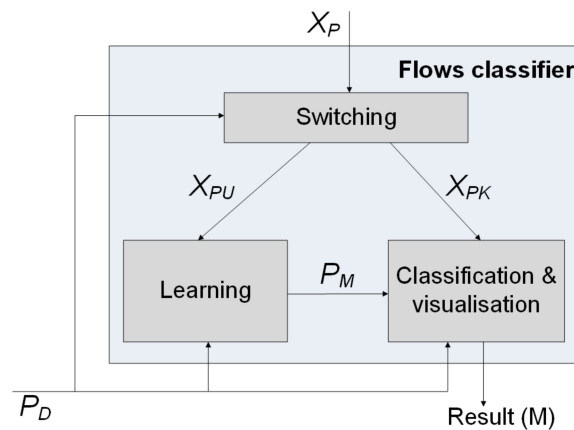 X_P
Flows classifier
Switching
X_PU
X_PK
Learning
P_M
Classification &
visualisation
P_D
Result (M)